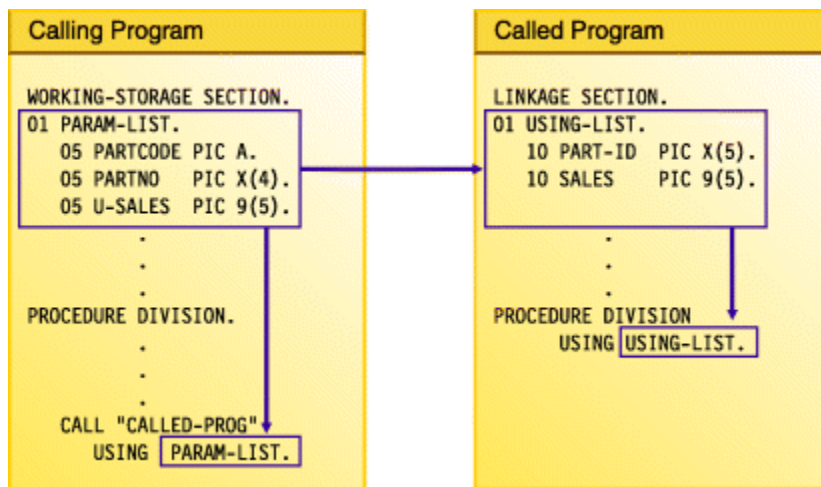 Calling Program
WORKING-STORAGE SECTION.
01 PARAM-LIST.
05 PARTCODE PIC A.
05 PARTNO PIC X(4).
05 U-SALES PIC 9(5).
.
.
.
PROCEDURE DIVISION.
.
.
.
CALL "CALLED-PROG"
USING PARAM-LIST.
Called Program
LINKAGE SECTION.
01 USING-LIST.
10 PART-ID PIC X(5).
10 SALES PIC 9(5).
.
.
.
PROCEDURE DIVISION
USING USING-LIST.